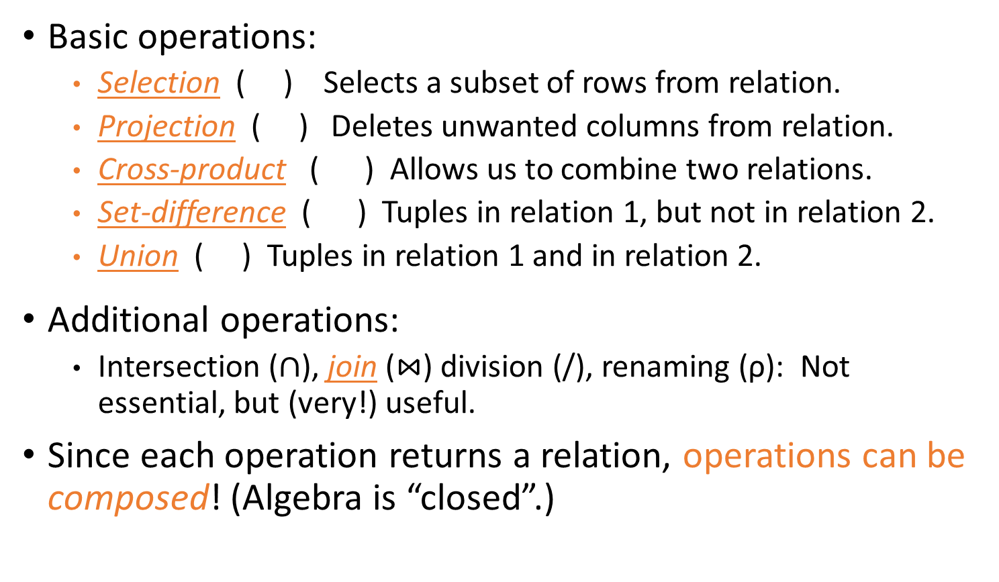 • Basic operations:
• Selection ( ) Selects a subset of rows from relation.
• Projection ( ) Deletes unwanted columns from relation.
• Cross-product ( ) Allows us to combine two relations.
• Set-difference ( ) Tuples in relation 1, but not in relation 2.
• Union ( ) Tuples in relation 1 and in relation 2.
• Additional operations:
• Intersection (∩), join (⋈) division (/), renaming (ρ): Not
essential, but (very!) useful.
• Since each operation returns a relation, operations can be
composed! (Algebra is “closed”.)